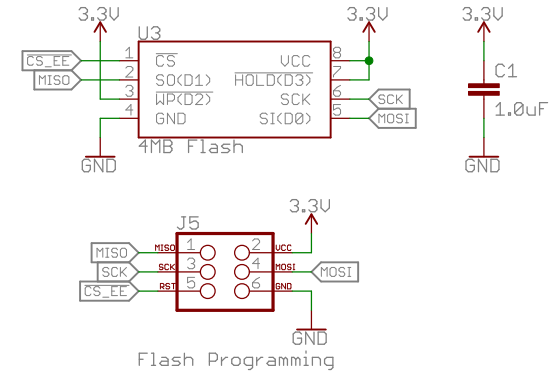 3.3V 3.3V 3.3V
U3
CS_EE 1 CS VCC 8
MISO 2 SO(D1) HOLD(D3) 7
3 WP(D2) SCK 6 SCK
4 GND SI(D0) 5 MOSI
C1
1.0uF
4MB Flash
GND GND
3.3V
J5
MISO MISO 1 2 VCC
SCK SCK 3 4 MOSI MOSI
CS_EE RST 5 6 GND
GND
Flash Programming